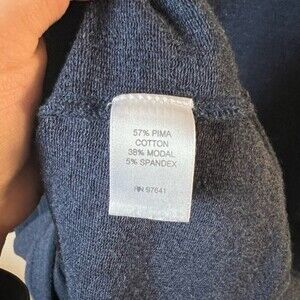 57% PIMA
COTTON
38% MODAL
5% SPANDEX
RN 97641